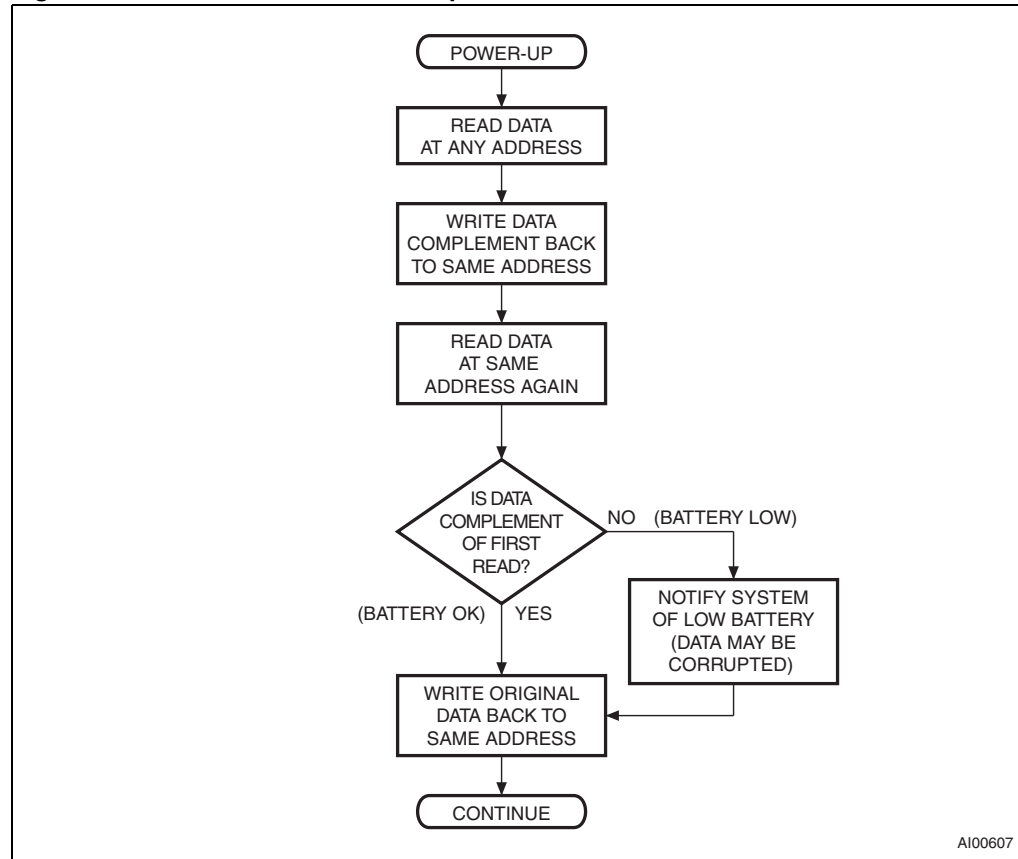 POWER-UP
READ DATA
AT ANY ADDRESS
WRITE DATA
COMPLEMENT BACK
TO SAME ADDRESS
READ DATA
AT SAME
ADDRESS AGAIN
IS DATA
COMPLEMENT
OF FIRST
READ?
NO (BATTERY LOW)
NOTIFY SYSTEM
OF LOW BATTERY
(DATA MAY BE
CORRUPTED)
(BATTERY OK) YES
WRITE ORIGINAL
DATA BACK TO
SAME ADDRESS
CONTINUE
AI00607